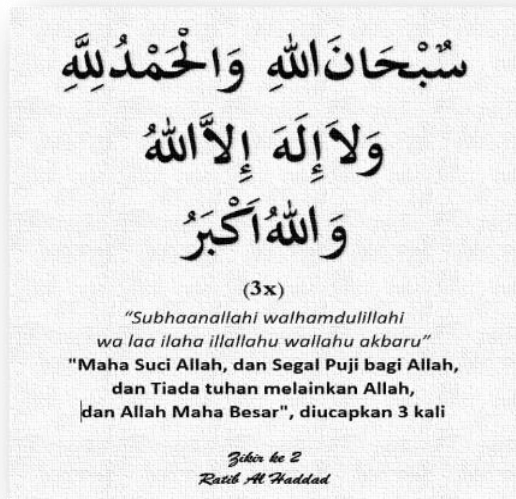 سُبْحَانَ اللهِ وَالْحَمْدُ لِلَّهِ
وَلاَ إِلَهَ إِلاَّ اللهُ
وَ اللهُ اَكْبَرُ
(3x)
“Subhaanallahi walhamdulillahi
wa laa ilaha illallahu wallahu akbaru”
"Maha Suci Allah, dan Segal Puji bagi Allah,
dan Tiada tuhan melainkan Allah,
dan Allah Maha Besar", diucapkan 3 kali
Zikir ke 2
Ratib Al Haddad